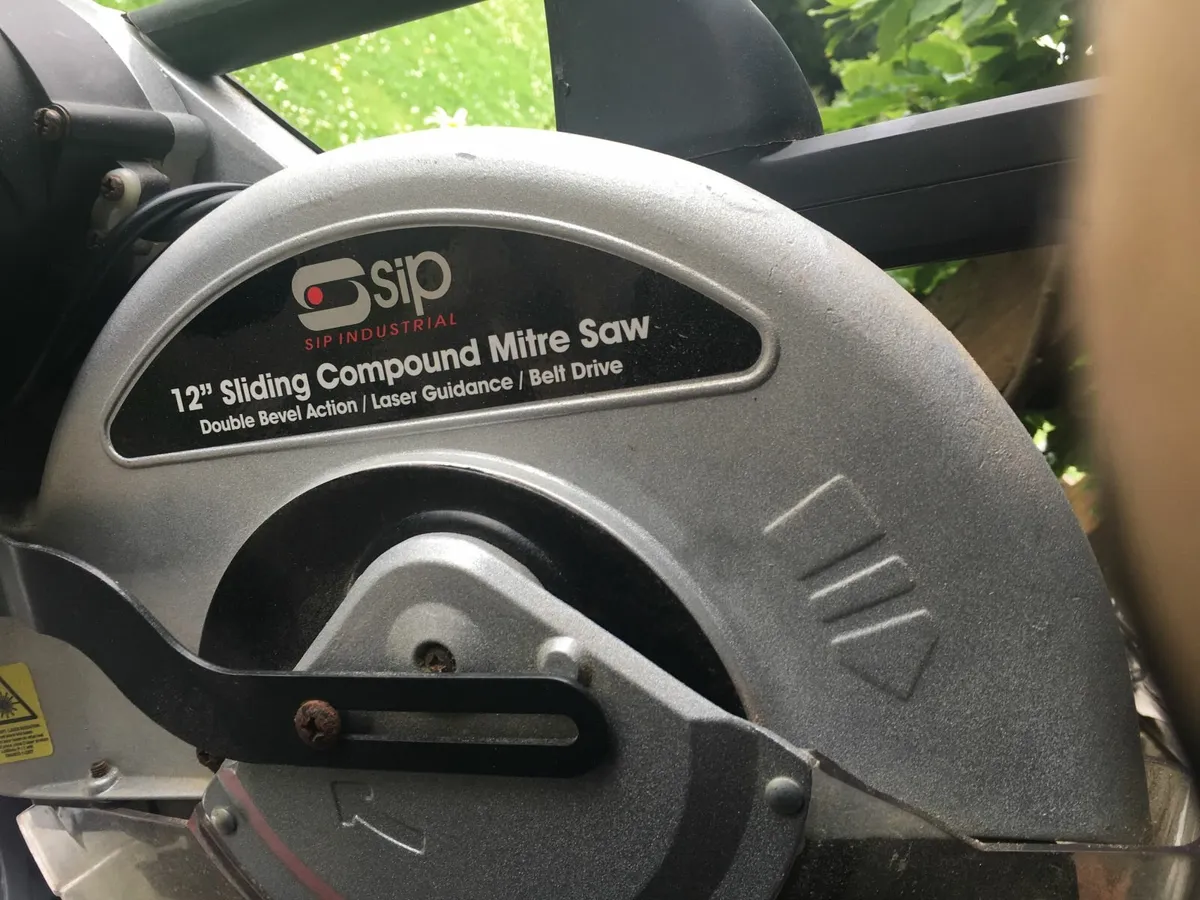 sip
SIP INDUSTRIAL
12” Sliding Compound Mitre Saw
Double Bevel Action / Laser Guidance / Belt Drive